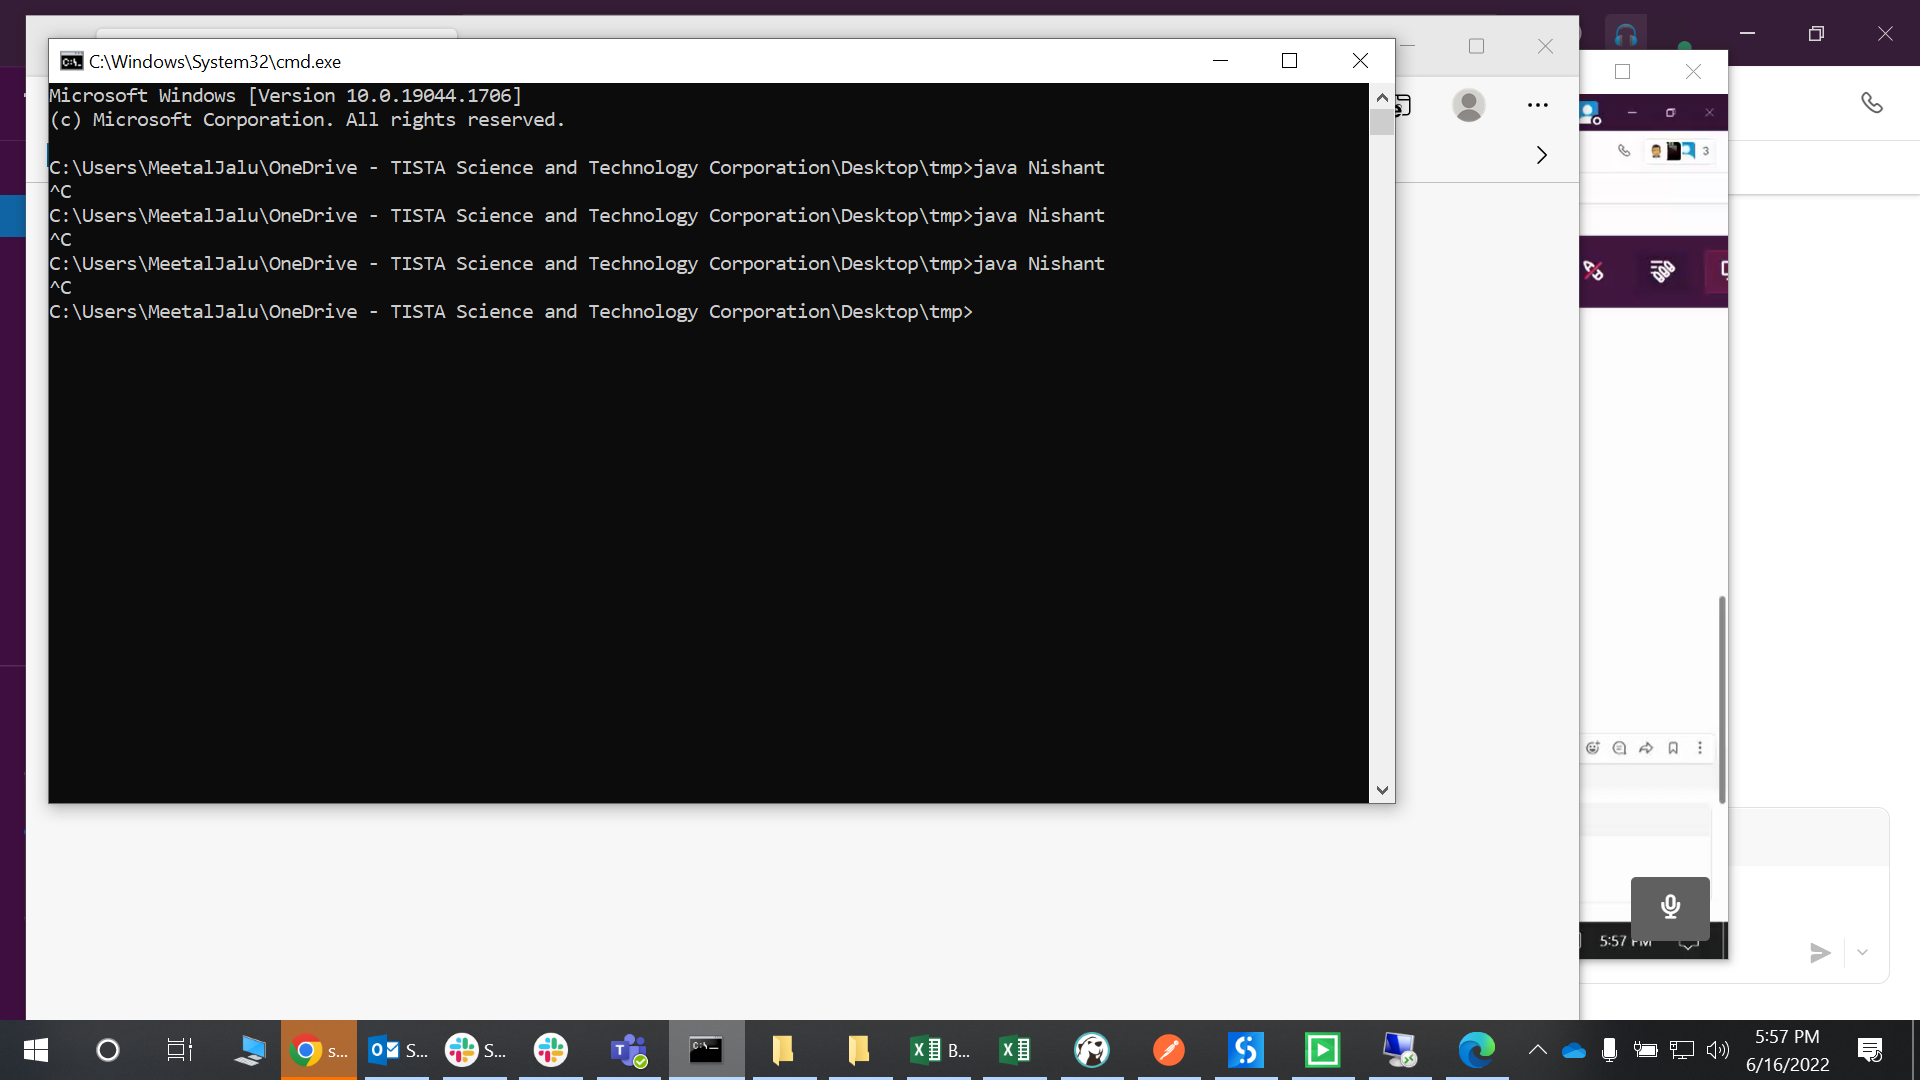 C:\Windows\System32\cmd.exe
Microsoft Windows [Version 10.0.19044.1706]
(c) Microsoft Corporation. All rights reserved.
C:\Users\MeetalJalu\OneDrive - TISTA Science and Technology Corporation\Desktop\tmp>java Nishant
^C
C:\Users\MeetalJalu\OneDrive - TISTA Science and Technology Corporation\Desktop\tmp>java Nishant
^C
C:\Users\MeetalJalu\OneDrive - TISTA Science and Technology Corporation\Desktop\tmp>java Nishant
^C
C:\Users\MeetalJalu\OneDrive - TISTA Science and Technology Corporation\Desktop\tmp>
3
5:57 PM
s...
S...
S...
B...
5:57 PM
6/16/2022